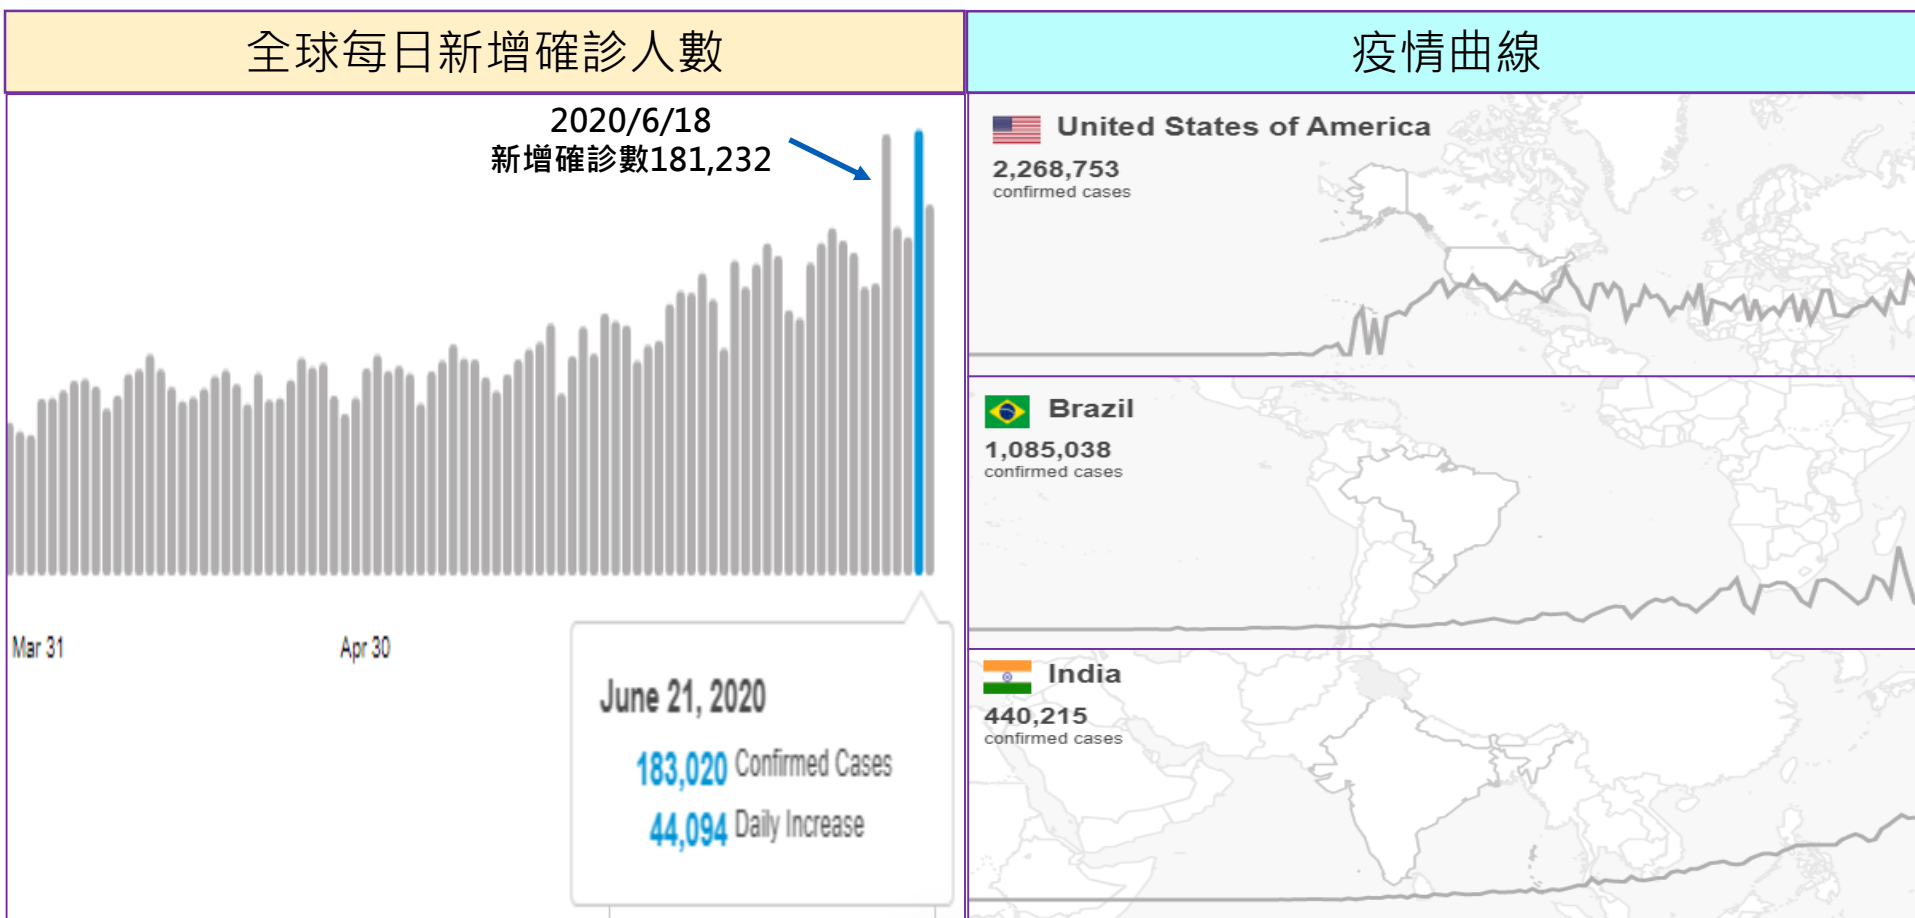 全球每日新增確診人數
2020/6/18
新增確診數181,232
Mar 31
Apr 30
June 21, 2020
183,020 Confirmed Cases
44,094 Daily Increase
疫情曲線
United States of America
2,268,753
confirmed cases
Brazil
1,085,038
confirmed cases
India
440,215
confirmed cases